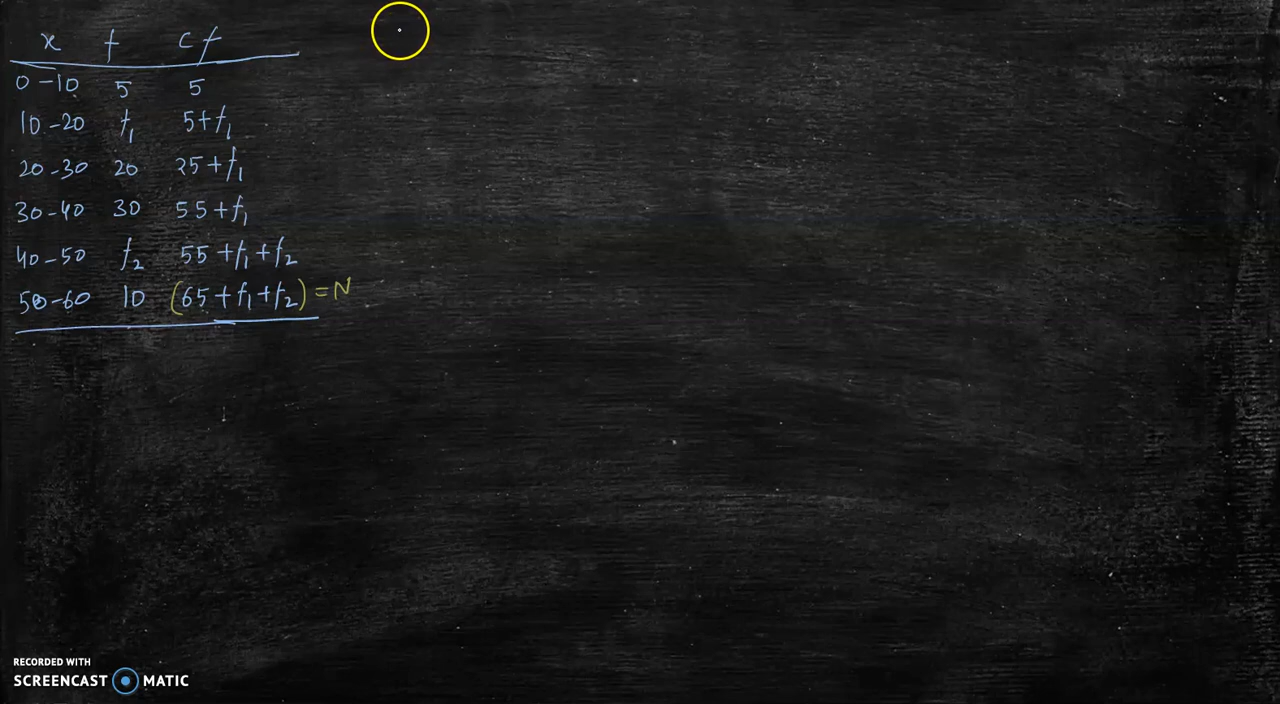 x f cf
0-10 5 5
10-20 f₁ 5+f₁
20-30 20 25+f₁
30-40 30 55+f₁
40-50 f₂ 55+f₁+f₂
50-60 10 (65+f₁+f₂)=N
RECORDED WITH
SCREENCAST MATIC